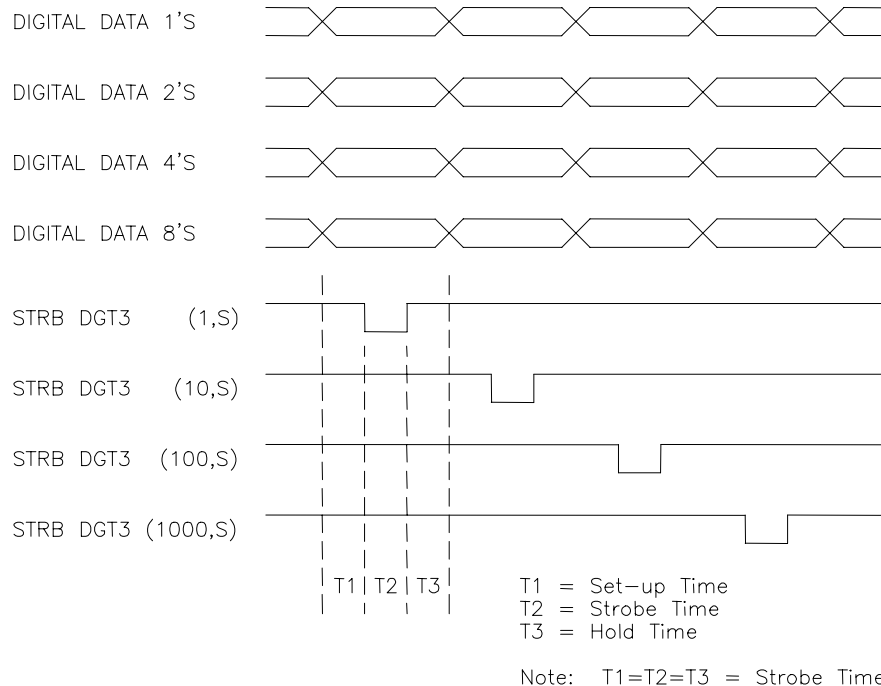 DIGITAL DATA 1'S
DIGITAL DATA 2'S
DIGITAL DATA 4'S
DIGITAL DATA 8'S
STRB DGT3 (1,S)
STRB DGT3 (10,S)
STRB DGT3 (100,S)
STRB DGT3 (1000,S)
T1 T2 T3
T1 = Set-up Time
T2 = Strobe Time
T3 = Hold Time
Note: T1=T2=T3 = Strobe Time